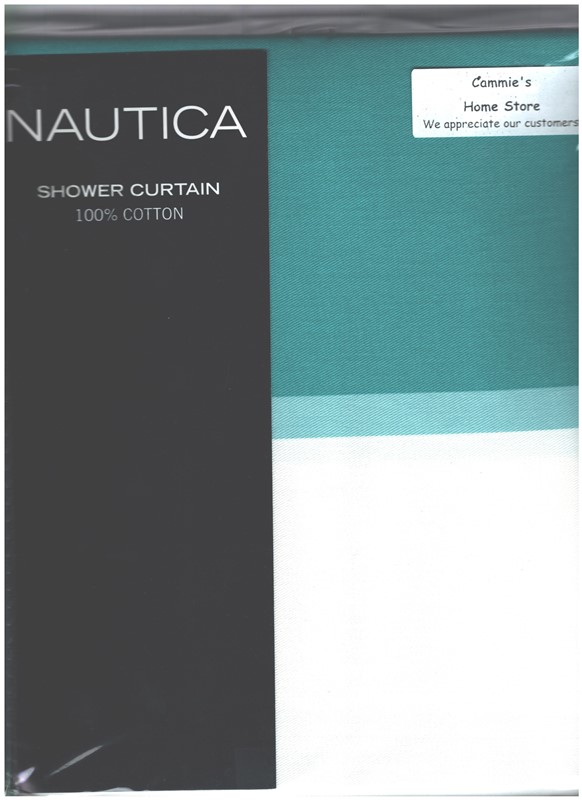 NAUTICA
SHOWER CURTAIN
100% COTTON
Cammie's
Home Store
We appreciate our customers